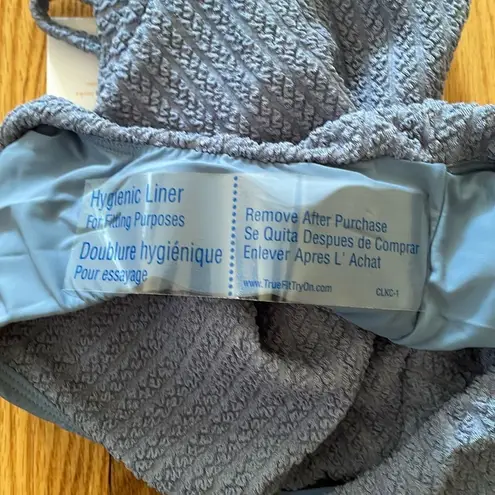 Hygienic Liner
For Fitting Purposes
Doublure hygiénique
Pour essayage
Remove After Purchase
Se Quita Despues de Comprar
Enlever Apres L' Achat
www.TrueFitTryOn.com
CLKC-1